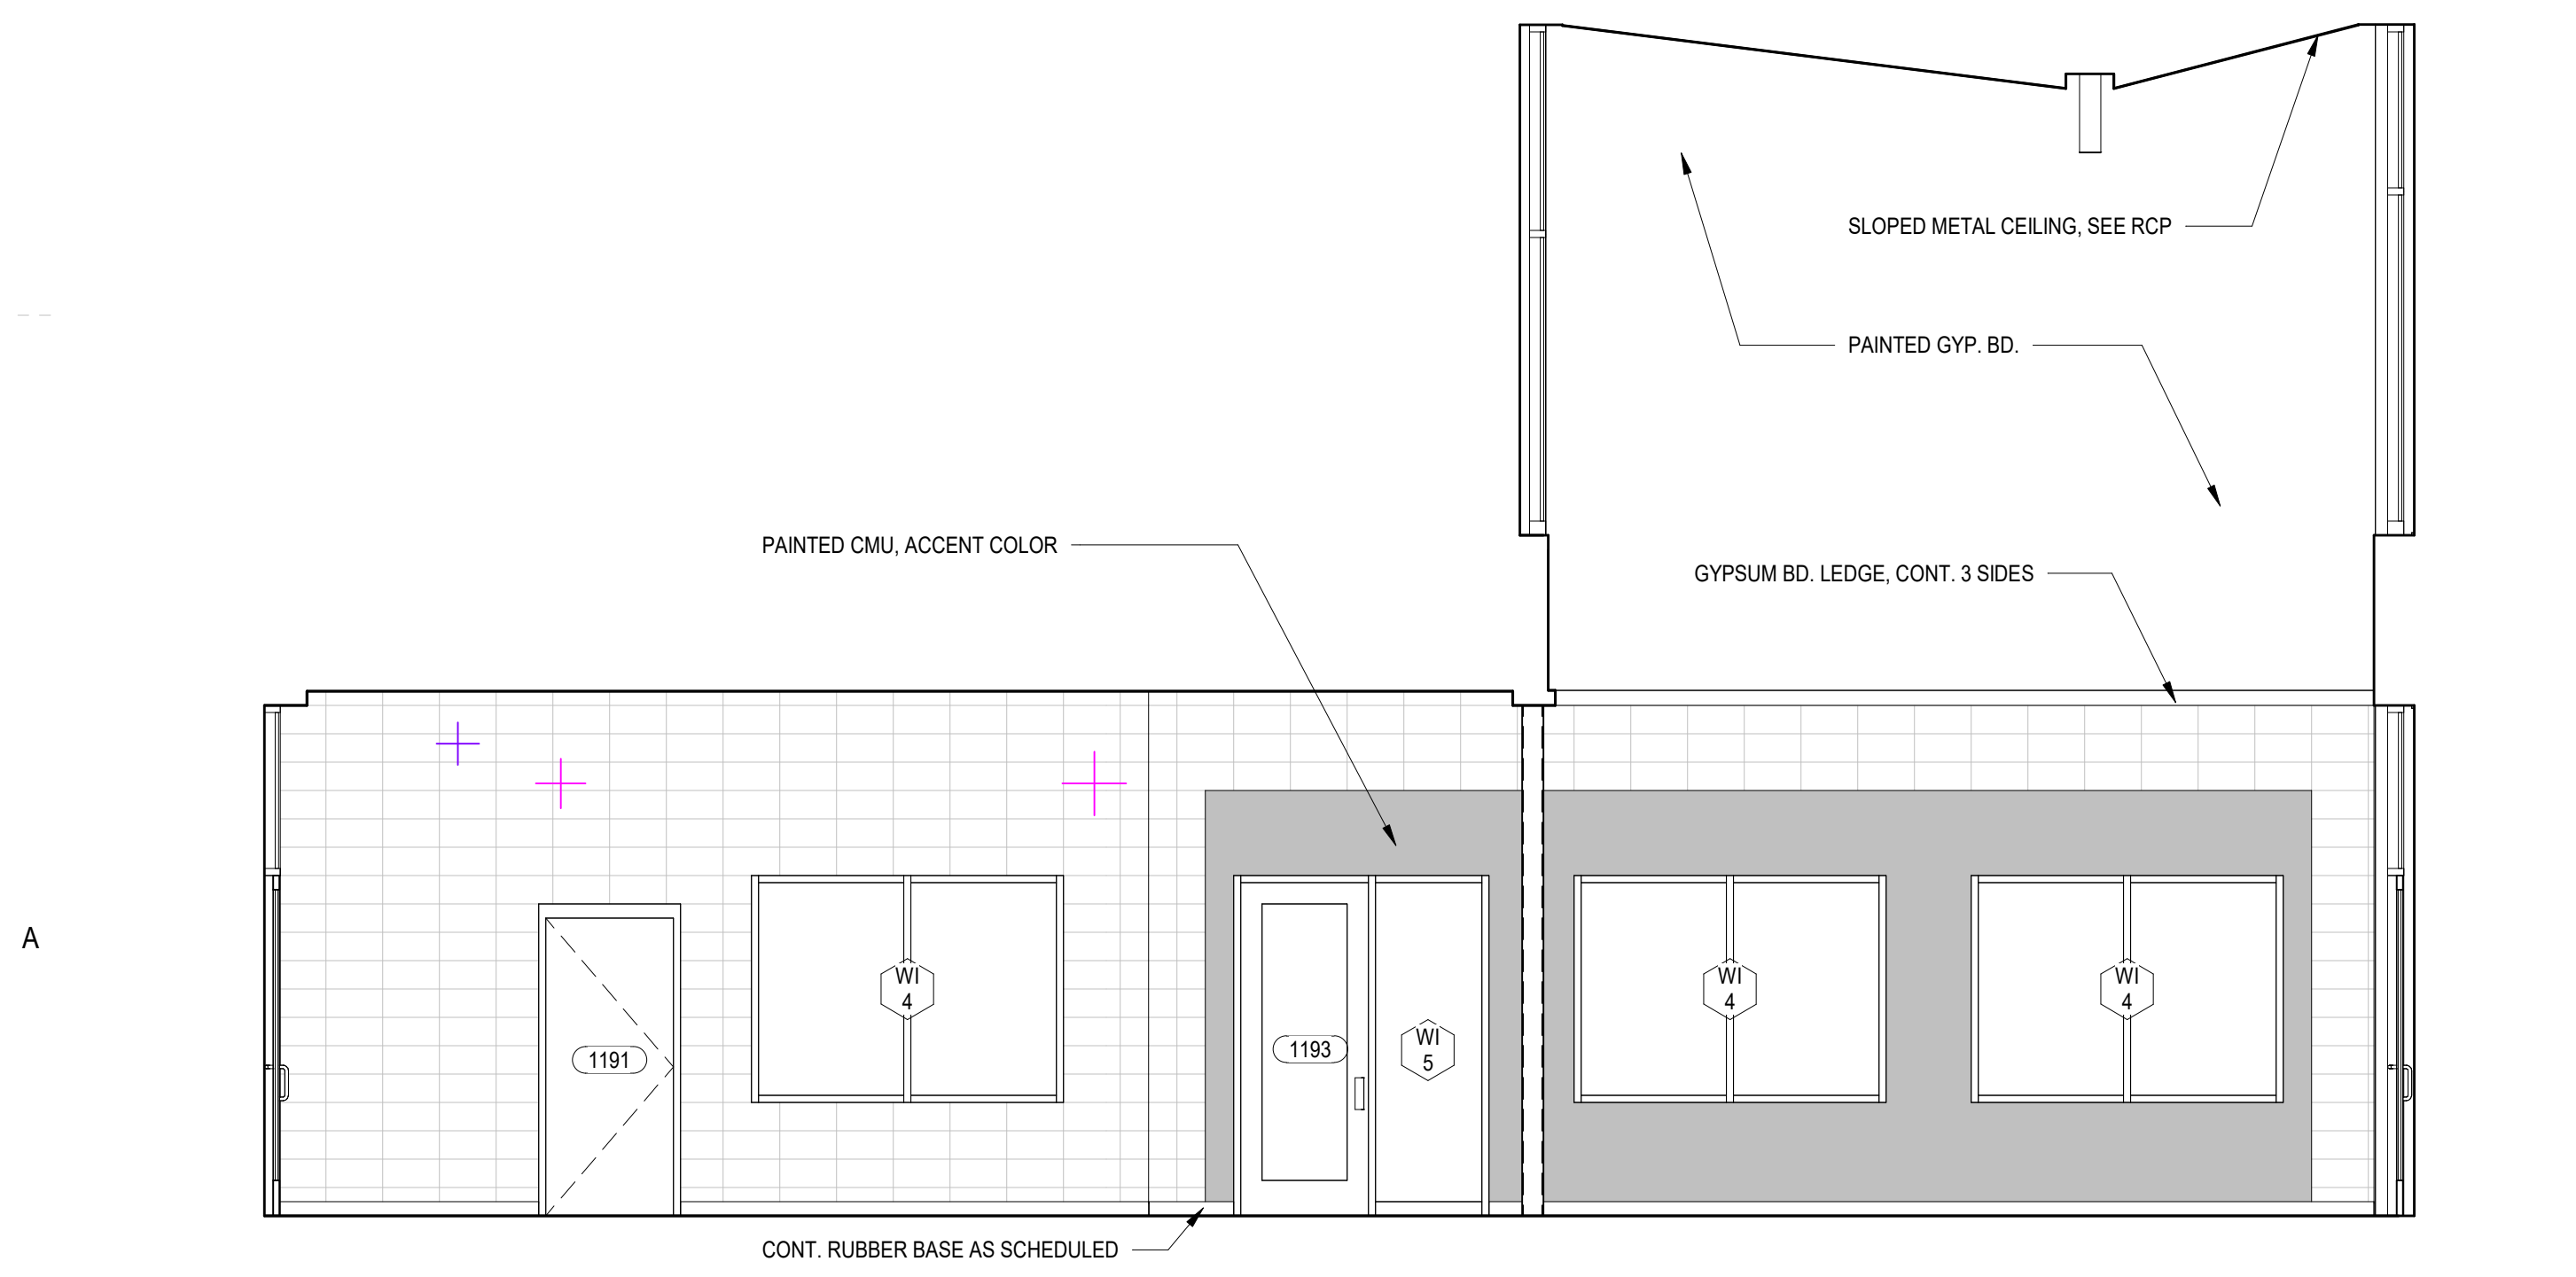 SLOPED METAL CEILING, SEE RCP
PAINTED GYP. BD.
PAINTED CMU, ACCENT COLOR
GYPSUM BD. LEDGE, CONT. 3 SIDES
A
WI
4
WI
4
WI
4
1191
1193
WI
5
CONT. RUBBER BASE AS SCHEDULED